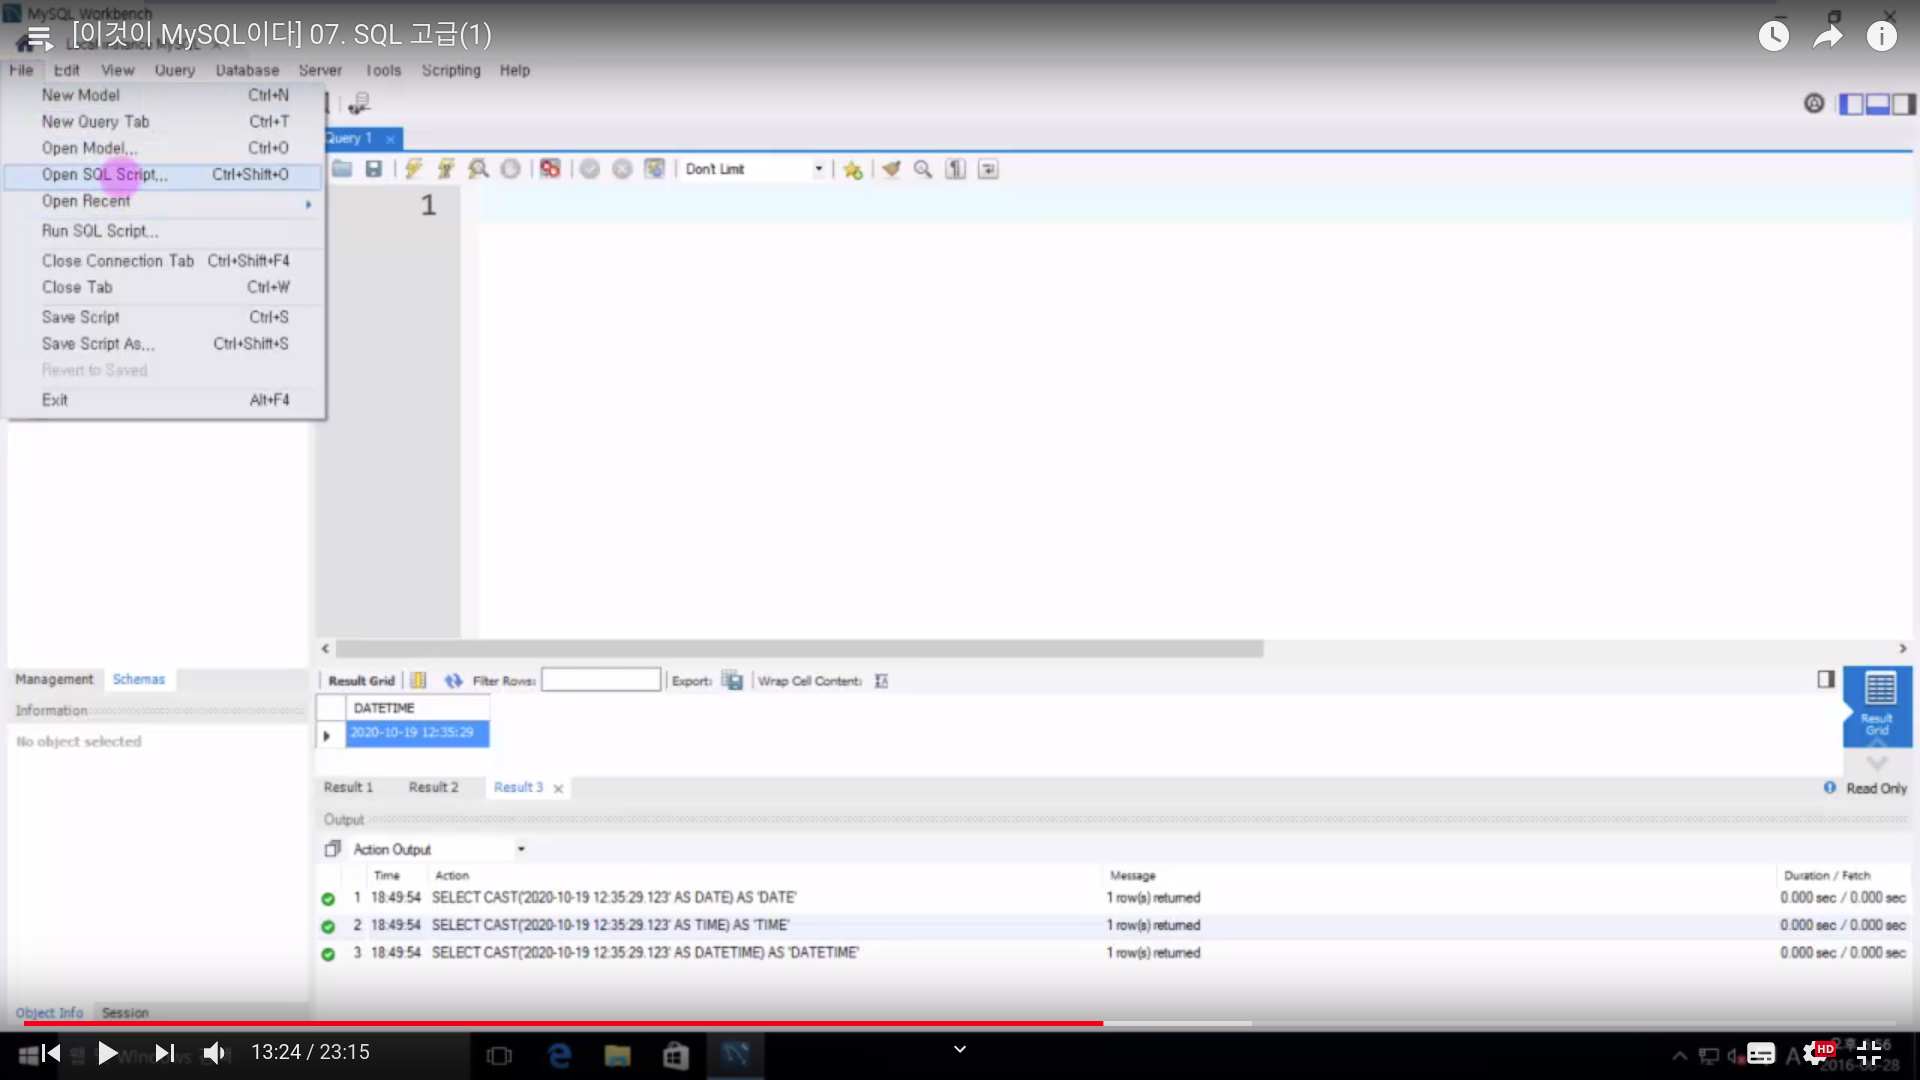 MySQL Workbench
[이것이 MySQL이다] 07. SQL 고급(1)
File Edit View Query Database Server Tools Scripting Help
New Model Ctrl+N
New Query Tab Ctrl+T
Open Model... Ctrl+O
Open SQL Script... Ctrl+Shift+O
Open Recent
Run SQL Script...
Close Connection Tab Ctrl+Shift+F4
Close Tab Ctrl+W
Save Script Ctrl+S
Save Script As... Ctrl+Shift+S
Revert to Saved
Exit Alt+F4
Query 1
Don't Limit
1
Management Schemas
Information
No object selected
Result Grid Filter Rows: Export: Wrap Cell Content:
DATETIME
2020-10-19 12:35:29
Result Grid
Result 1 Result 2 Result 3
Read Only
Output
Action Output
Time Action Message Duration / Fetch
1 18:49:54 SELECT CAST('2020-10-19 12:35:29.123' AS DATE) AS 'DATE' 1 row(s) returned 0.000 sec / 0.000 sec
2 18:49:54 SELECT CAST('2020-10-19 12:35:29.123' AS TIME) AS 'TIME' 1 row(s) returned 0.000 sec / 0.000 sec
3 18:49:54 SELECT CAST('2020-10-19 12:35:29.123' AS DATETIME) AS 'DATETIME' 1 row(s) returned 0.000 sec / 0.000 sec
Object Info Session
13:24 / 23:15
HD